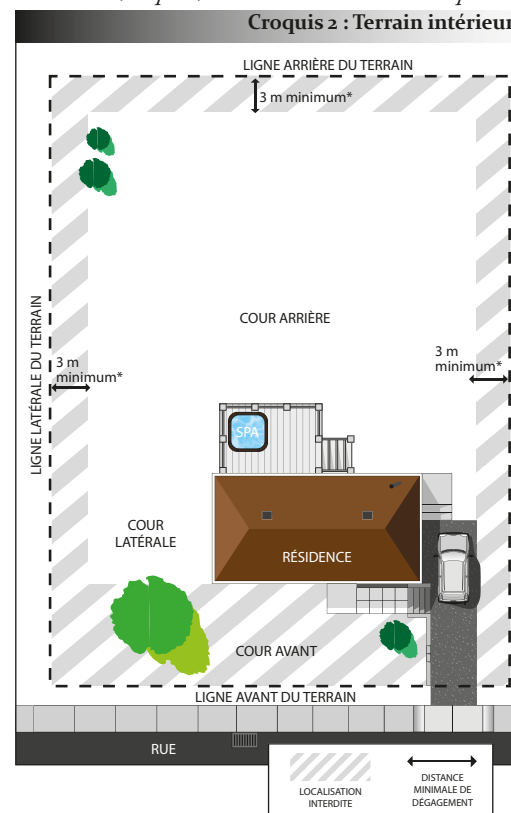 Croquis 2 : Terrain intérieur
LIGNE ARRIÈRE DU TERRAIN
3 m minimum*
COUR ARRIÈRE
LIGNE LATÉRALE DU TERRAIN
3 m
minimum*
3 m
minimum*
SPA
COUR
LATÉRALE
RÉSIDENCE
COUR AVANT
LIGNE AVANT DU TERRAIN
RUE
LOCALISATION
INTERDITE
DISTANCE
MINIMALE DE
DÉGAGEMENT